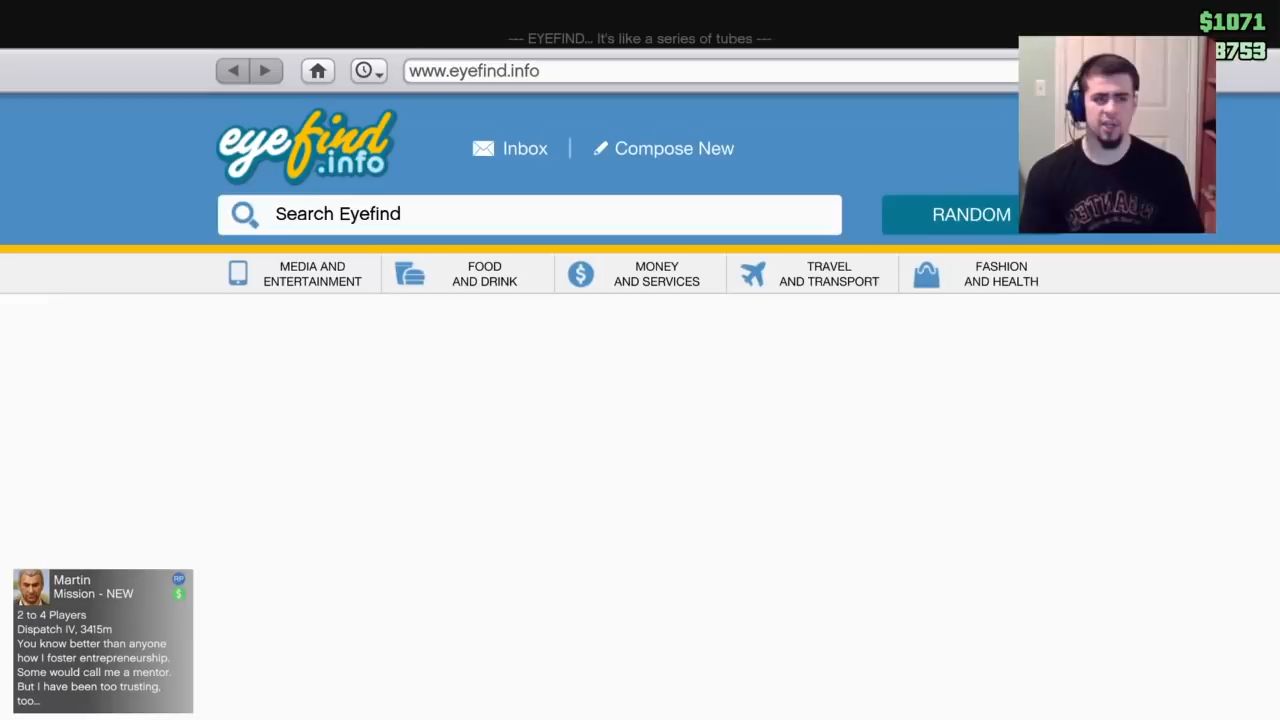 $1071
--- EYEFIND... It's like a series of tubes ---
8753
www.eyefind.info
eyefind
.info
Inbox
Compose New
Search Eyefind
RANDOM
MEDIA AND
ENTERTAINMENT
FOOD
AND DRINK
MONEY
AND SERVICES
TRAVEL
AND TRANSPORT
FASHION
AND HEALTH
Martin
RP
Mission - NEW
$
2 to 4 Players
Dispatch IV, 3415m
You know better than anyone
how I foster entrepreneurship.
Some would call me a mentor.
But I have been too trusting,
too...